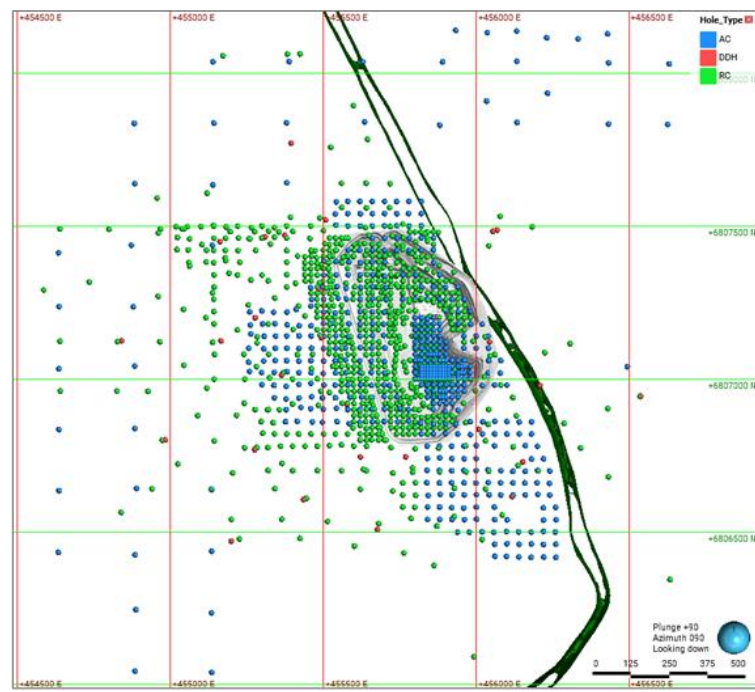 +454500 E
+455000 E
+455500 E
+456000 E
+456500 E
Hole_Type
AC
DDH
RC
+6807500 N
+6807000 N
+6806500 N
Plunge +90
Azimuth 090
Looking down
0 125 250 375 500
+454500 E
+455000 E
+455500 E
+456000 E
+456500 E